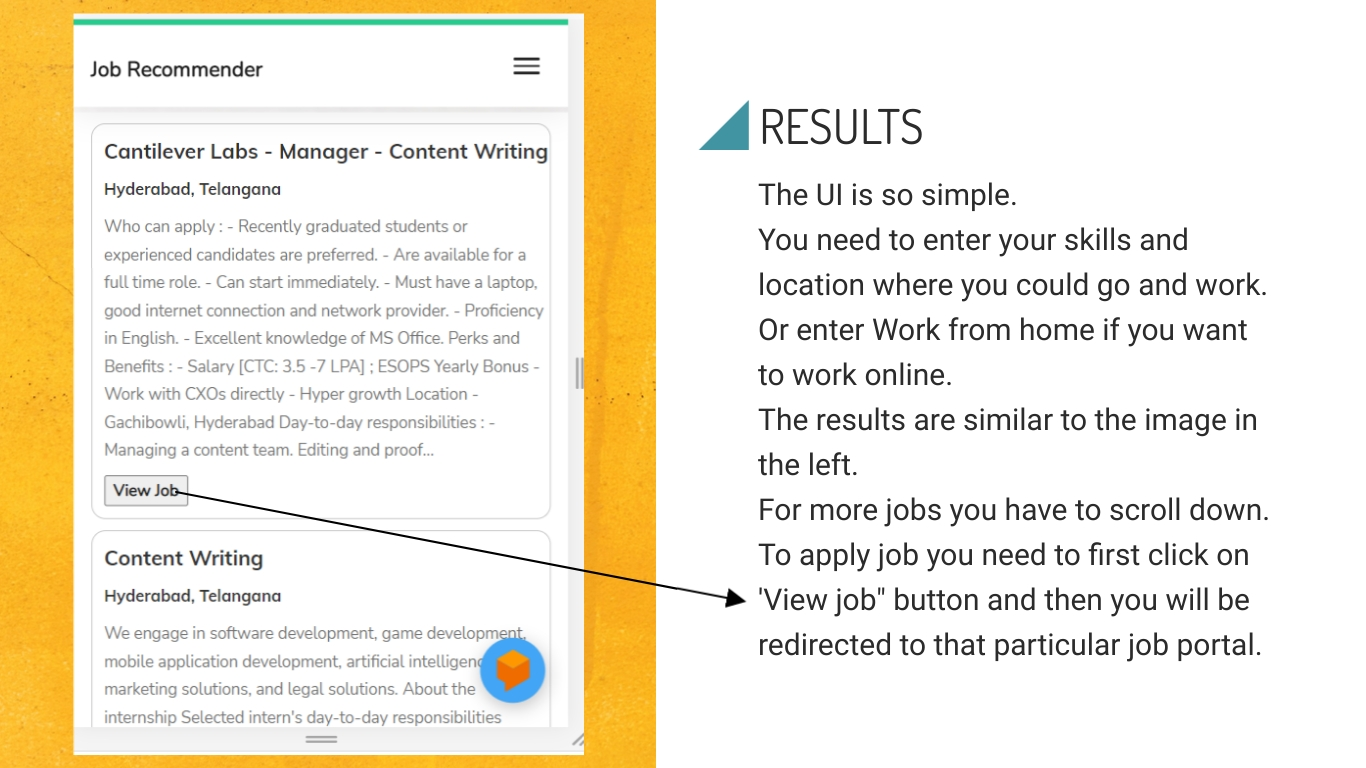 Job Recommender
Cantilever Labs - Manager - Content Writing
Hyderabad, Telangana
Who can apply : - Recently graduated students or
experienced candidates are preferred. - Are available for a
full time role. - Can start immediately. - Must have a laptop,
good internet connection and network provider. - Proficiency
in English. - Excellent knowledge of MS Office. Perks and
Benefits : - Salary [CTC: 3.5 -7 LPA] ; ESOPS Yearly Bonus -
Work with CXOs directly - Hyper growth Location -
Gachibowli, Hyderabad Day-to-day responsibilities : -
Managing a content team. Editing and proof...
View Job
Content Writing
Hyderabad, Telangana
We engage in software development, game development,
mobile application development, artificial
marketing solutions, and legal solutions. About the
internship Selected intern's day-to-day responsibilities
RESULTS
The UI is so simple.
You need to enter your skills and
location where you could go and work.
Or enter Work from home if you want
to work online.
The results are similar to the image in
the left.
For more jobs you have to scroll down.
To apply job you need to first click on
'View job" button and then you will be
redirected to that particular job portal.